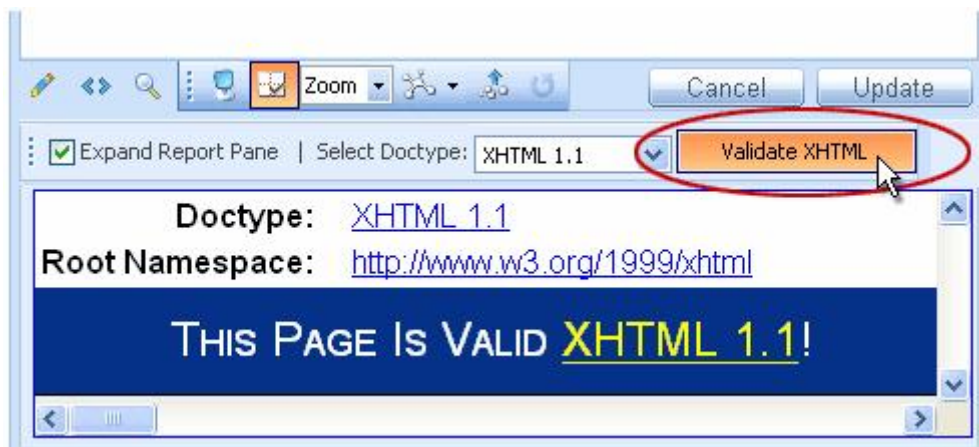 Zoom Cancel Update
Expand Report Pane | Select Doctype: XHTML 1.1 Validate XHTML
Doctype: XHTML 1.1
Root Namespace: http://www.w3.org/1999/xhtml
THIS PAGE IS VALID XHTML 1.1!